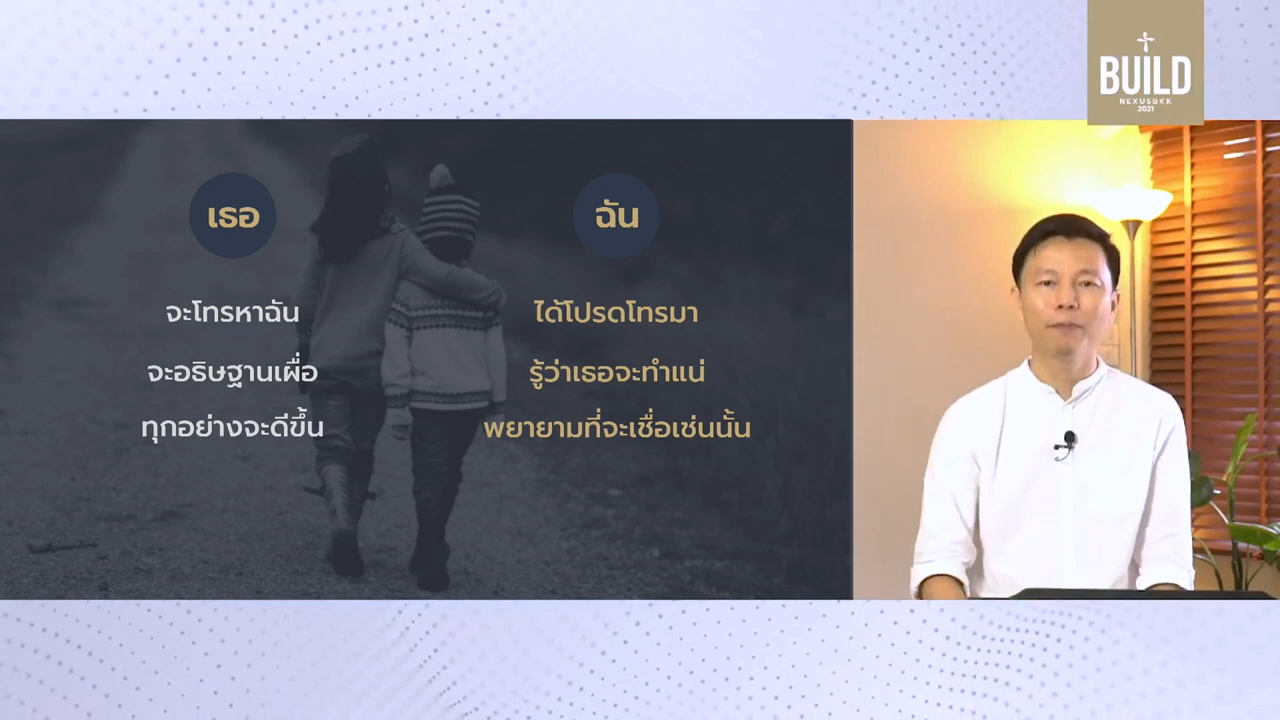 BUILD
NEXUSBKK
2021
เธอ
จะโทรหาฉัน
จะอธิษฐานเผื่อ
ทุกอย่างจะดีขึ้น
ฉัน
ได้โปรดโทรมา
รู้ว่าเธอจะทำแน่
พยายามที่จะเชื่อเช่นนั้น